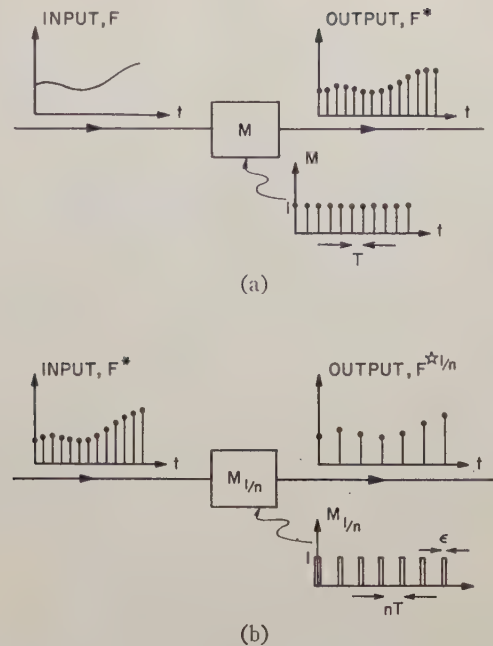 INPUT, F
OUTPUT, F*
t
M
t
M
1
t
T
(a)
INPUT, F*
OUTPUT, F☆1/n
t
M1/n
t
M1/n
1
ϵ
nT
(b)